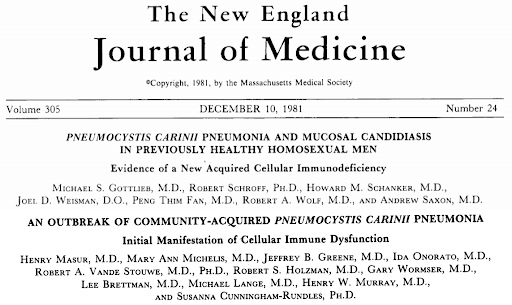 The New England
Journal of Medicine
©Copyright, 1981, by the Massachusetts Medical Society
Volume 305 DECEMBER 10, 1981 Number 24
PNEUMOCYSTIS CARINII PNEUMONIA AND MUCOSAL CANDIDIASIS
IN PREVIOUSLY HEALTHY HOMOSEXUAL MEN
Evidence of a New Acquired Cellular Immunodeficiency
MICHAEL S. GOTTLIEB, M.D., ROBERT SCHROFF, PH.D., HOWARD M. SCHANKER, M.D.,
JOEL D. WEISMAN, D.O., PENG THIM FAN, M.D., ROBERT A. WOLF, M.D., AND ANDREW SAXON, M.D.
AN OUTBREAK OF COMMUNITY-ACQUIRED PNEUMOCYSTIS CARINII PNEUMONIA
Initial Manifestation of Cellular Immune Dysfunction
HENRY MASUR, M.D., MARY ANN MICHELIS, M.D., JEFFREY B. GREENE, M.D., IDA ONORATO, M.D.,
ROBERT A. VANDE STOUWE, M.D., PH.D., ROBERT S. HOLZMAN, M.D., GARY WORMSER, M.D.,
LEE BRETTMAN, M.D., MICHAEL LANGE, M.D., HENRY W. MURRAY, M.D.,
AND SUSANNA CUNNINGHAM-RUNDLES, PH.D.